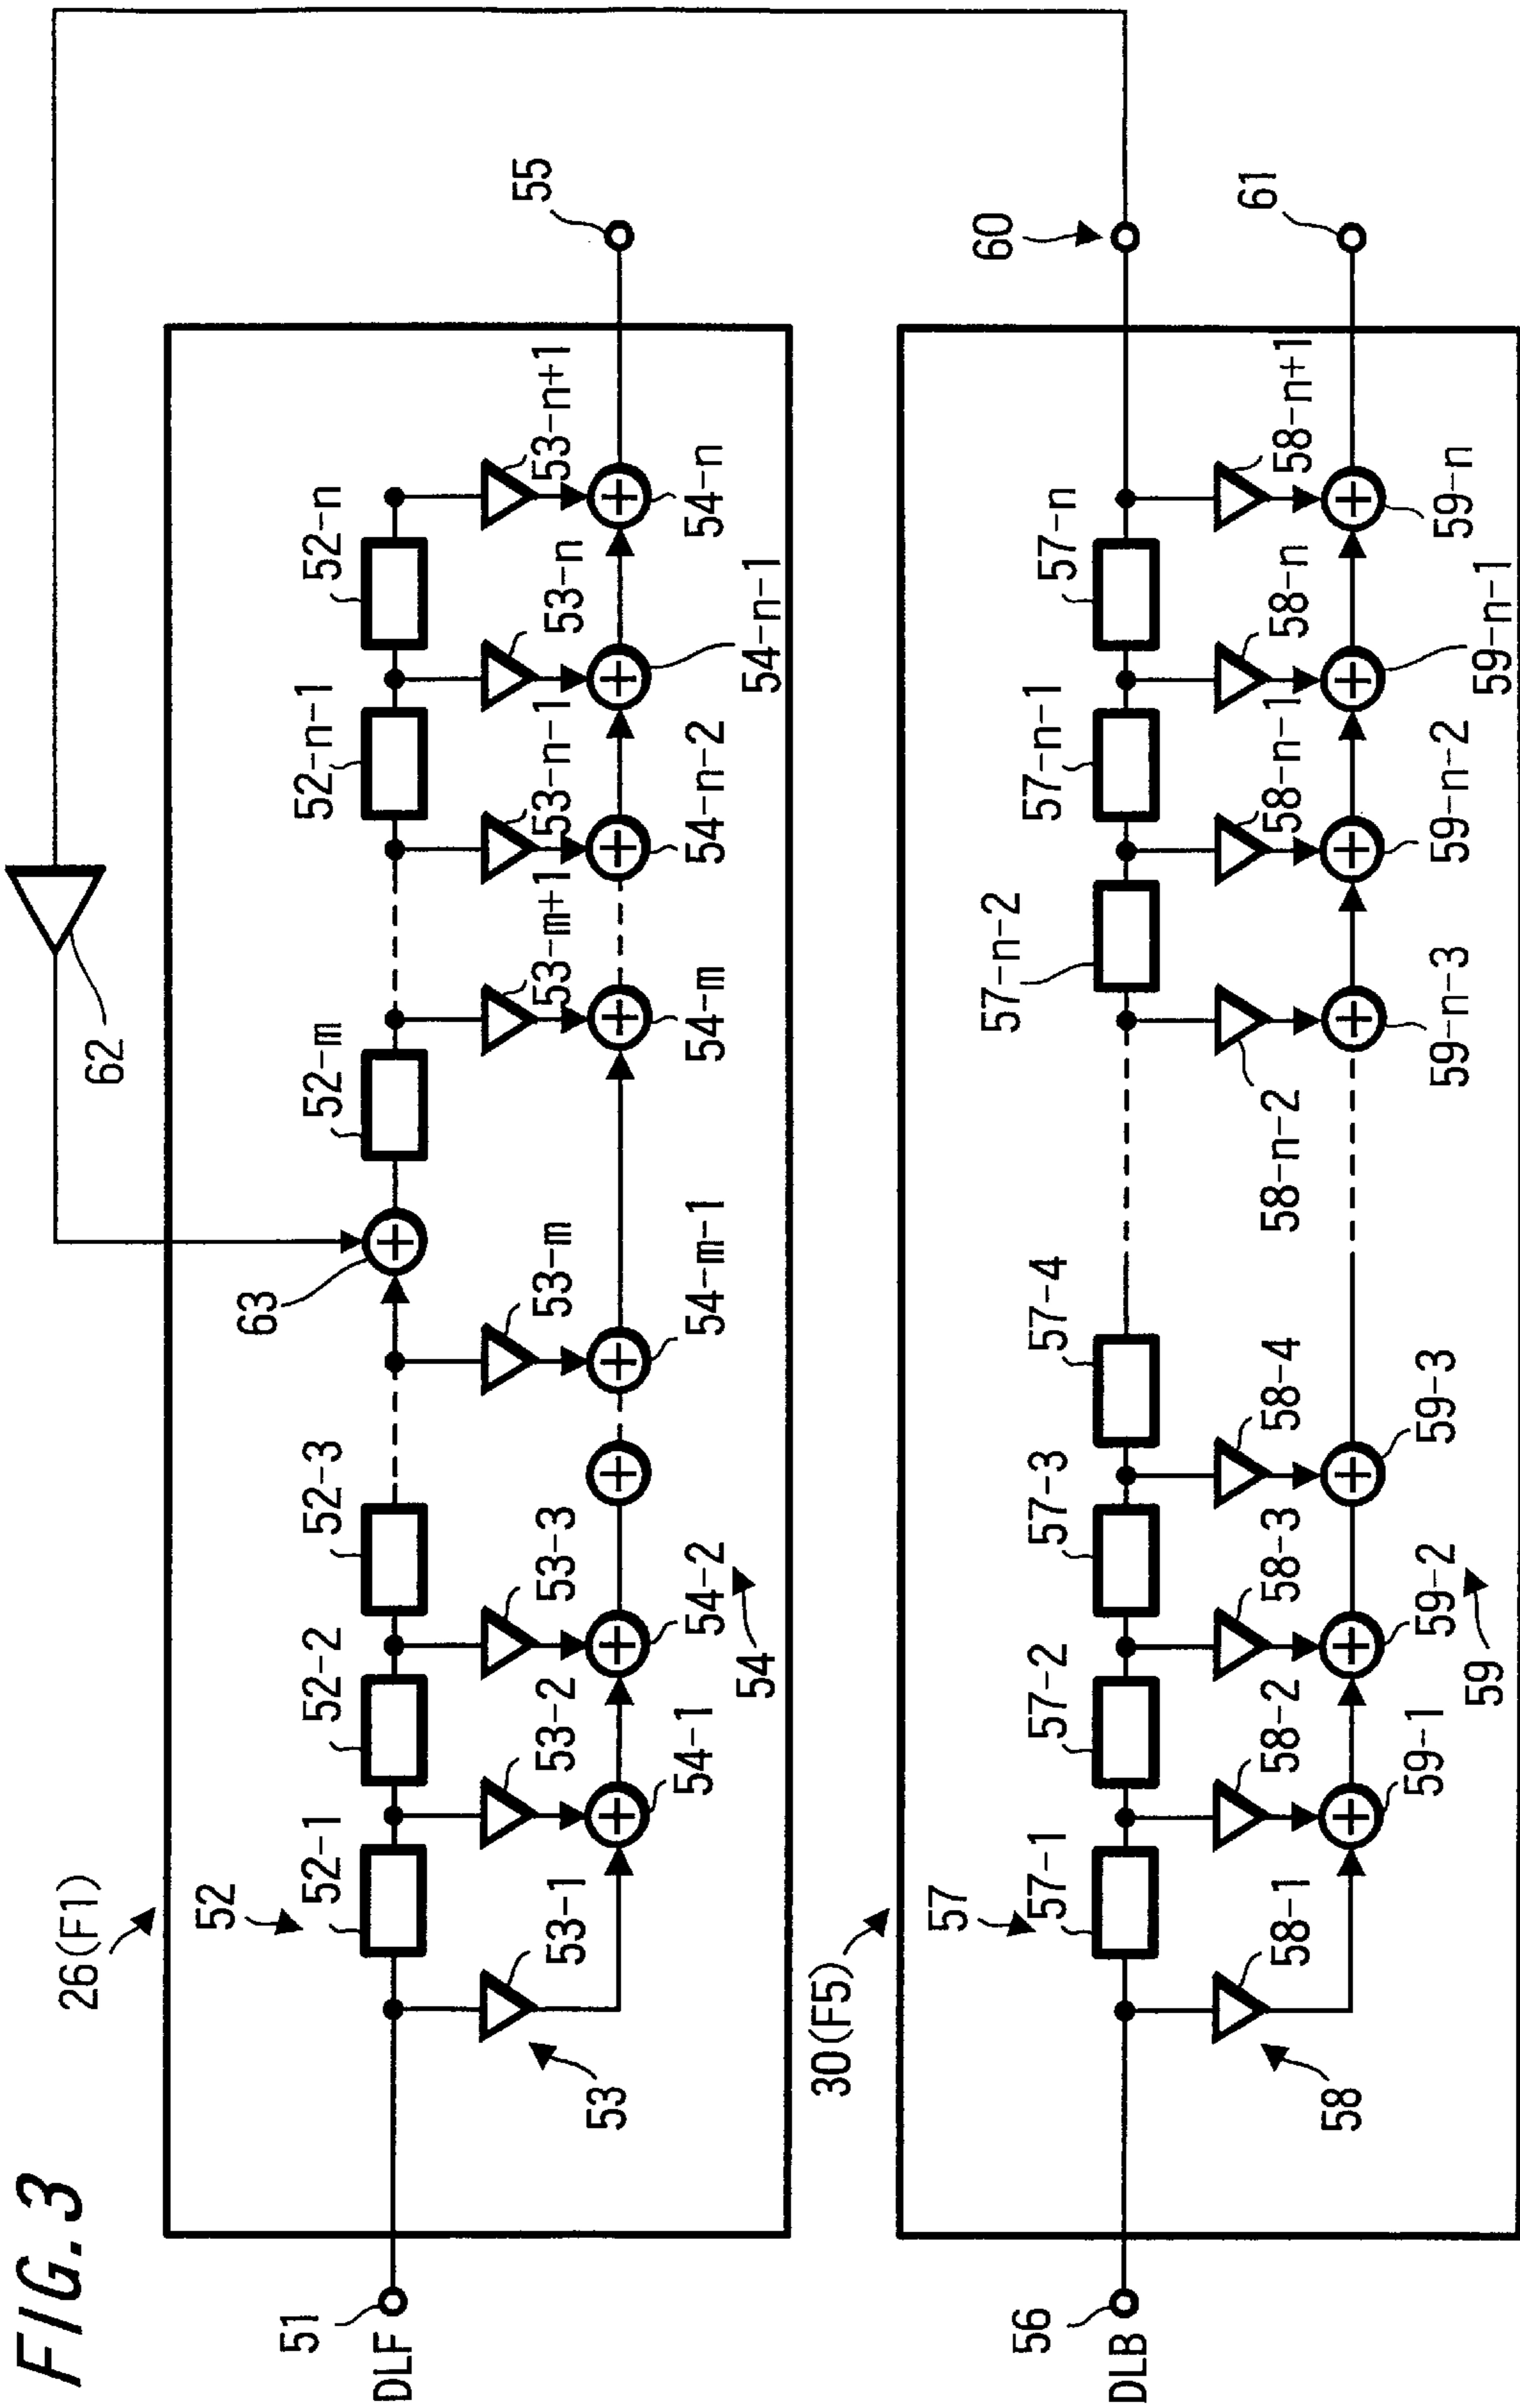 FIG.3
26(F1)
62
52
52-1
52-2
52-3
63
52-m
52-n-1
52-n
51
DLF
53
53-1
53-2
53-3
53-m
53-m+1
53-n-1
53-n
53-n+1
55
54
54-1
54-2
54-m-1
54-m
54-n-2
54-n-1
54-n
30(F5)
57
57-1
57-2
57-3
57-4
57-n-2
57-n-1
57-n
60
56
DLB
58
58-1
58-2
58-3
58-4
58-n-2
58-n-1
58-n
58-n+1
61
59
59-1
59-2
59-3
59-n-3
59-n-2
59-n-1
59-n